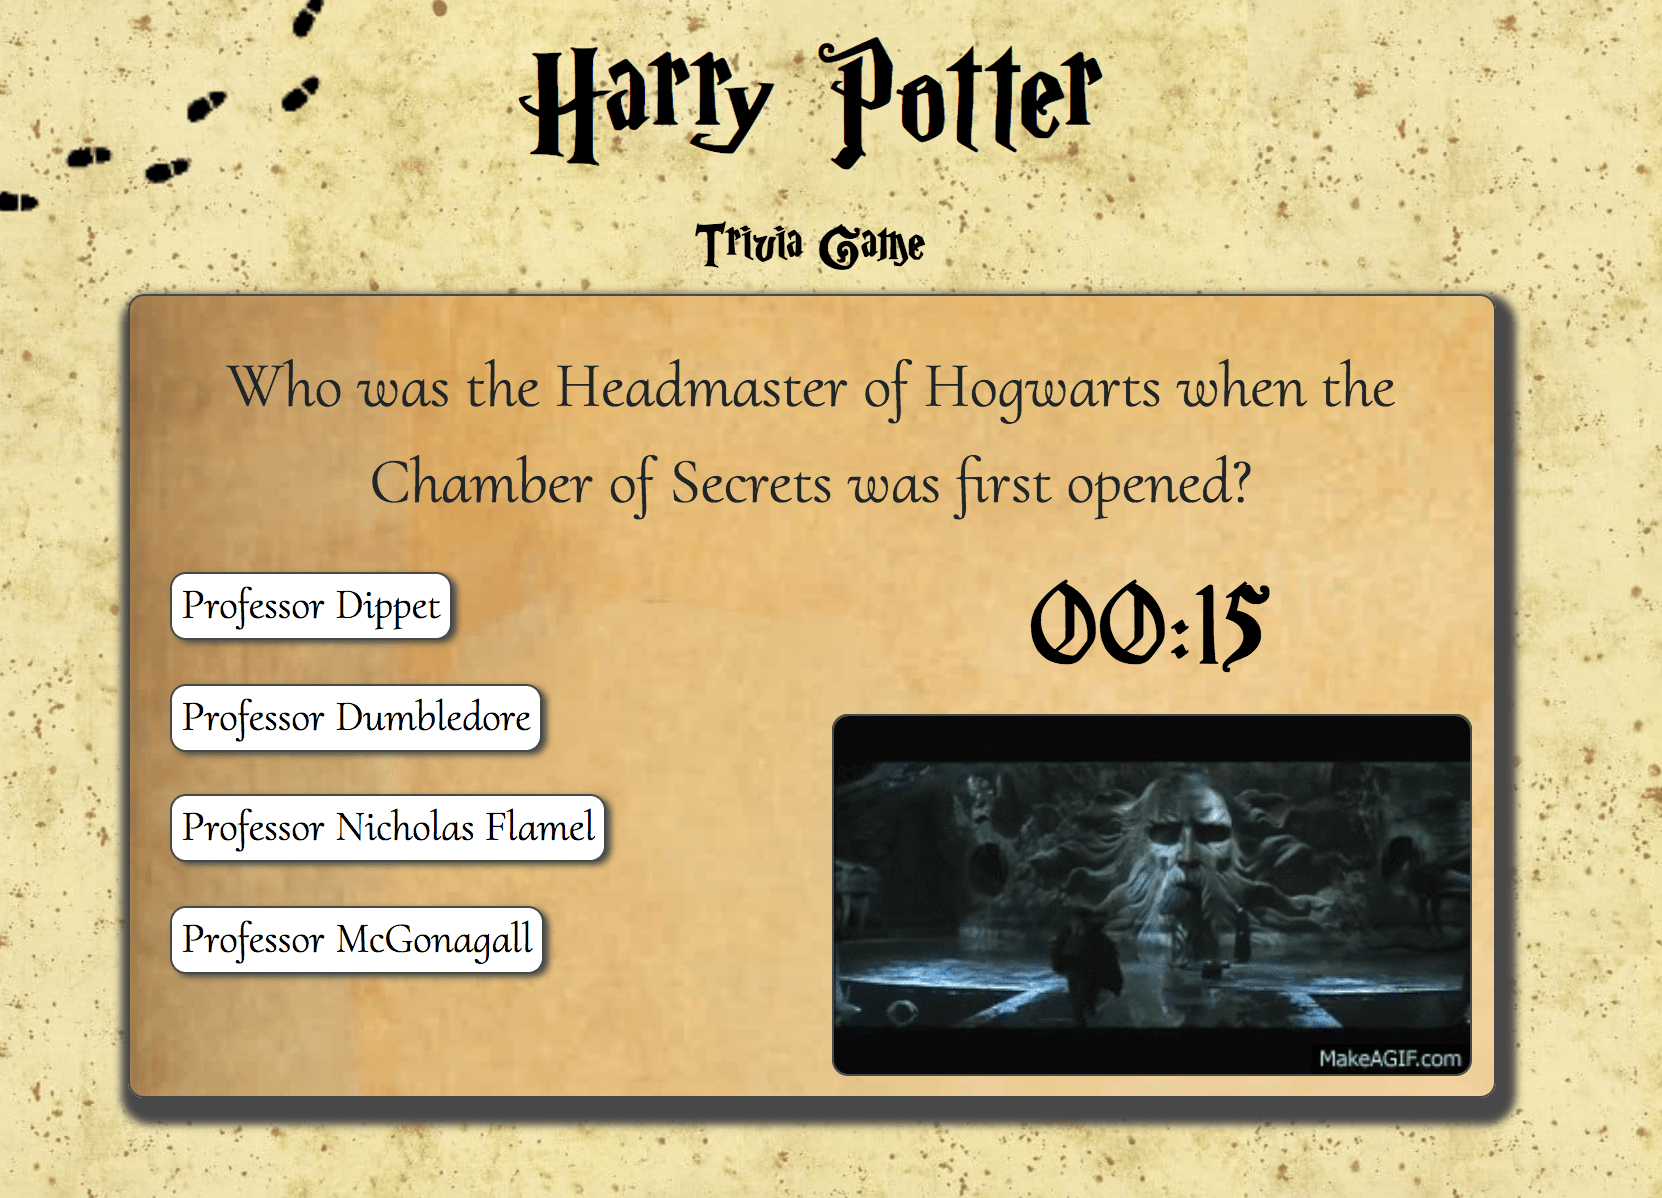 Harry Potter
Trivia Game
Who was the Headmaster of Hogwarts when the
Chamber of Secrets was first opened?
Professor Dippet
00:15
Professor Dumbledore
Professor Nicholas Flamel
Professor McGonagall
MakeAGIF.com